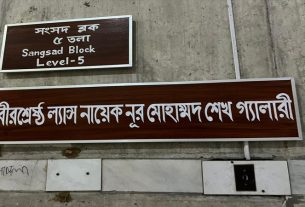 সংসদ ব্লক
৫ তলা
Sangsad Block
Level-5
বীরশ্রেষ্ঠ ল্যান্স নায়েক নূর মোহাম্মদ শেখ গ্যালারী